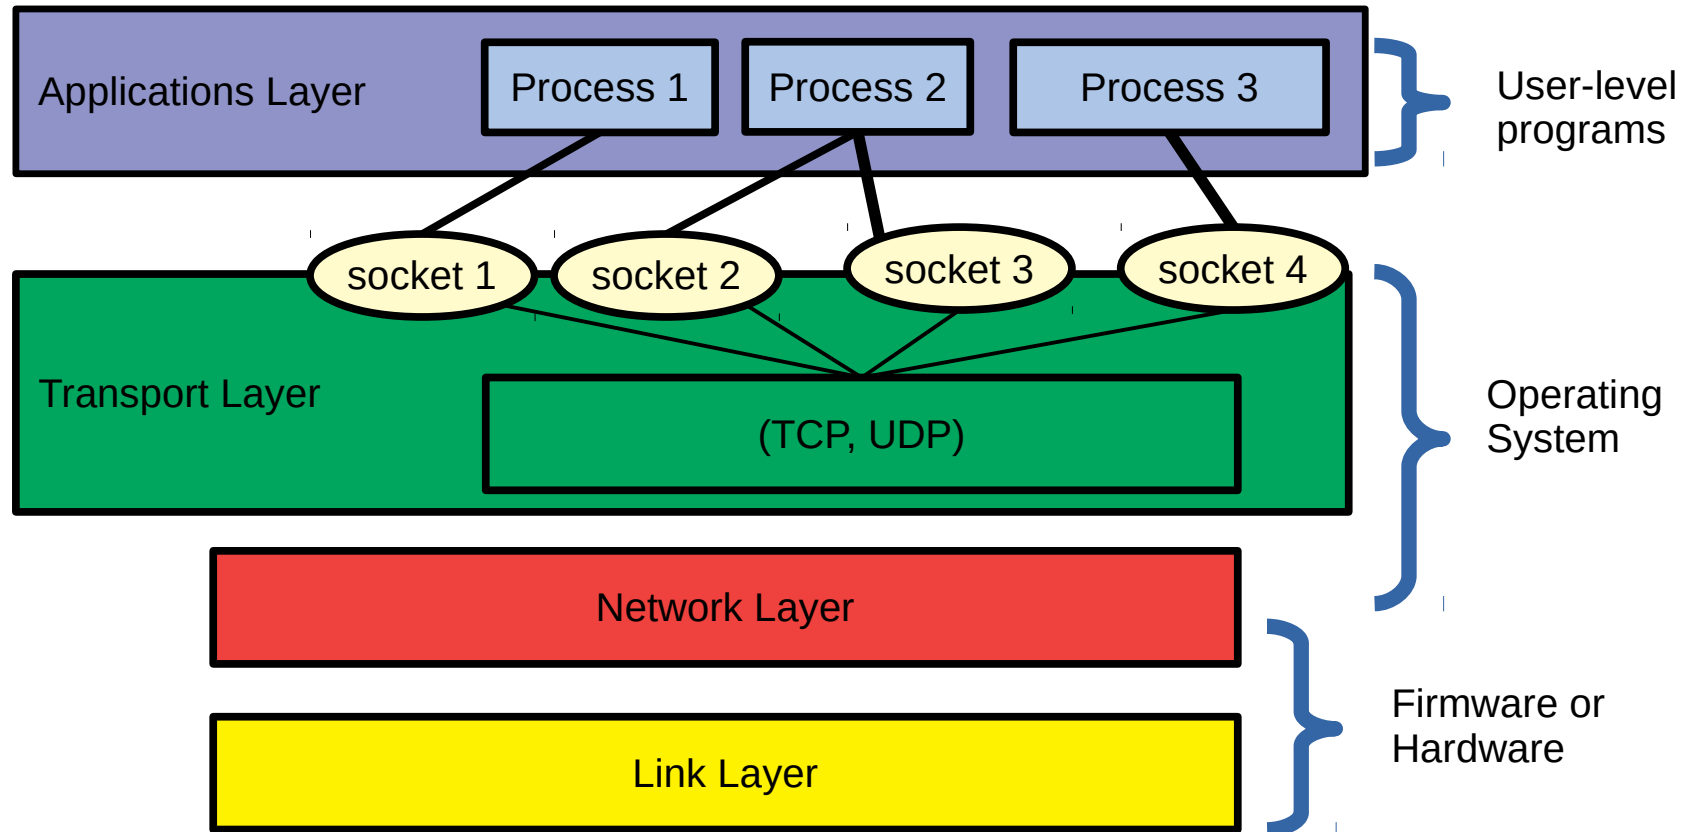 Applications Layer
Process 1
Process 2
Process 3
User-level
programs
socket 1
socket 2
socket 3
socket 4
Transport Layer
(TCP, UDP)
Operating
System
Network Layer
Firmware or
Hardware
Link Layer